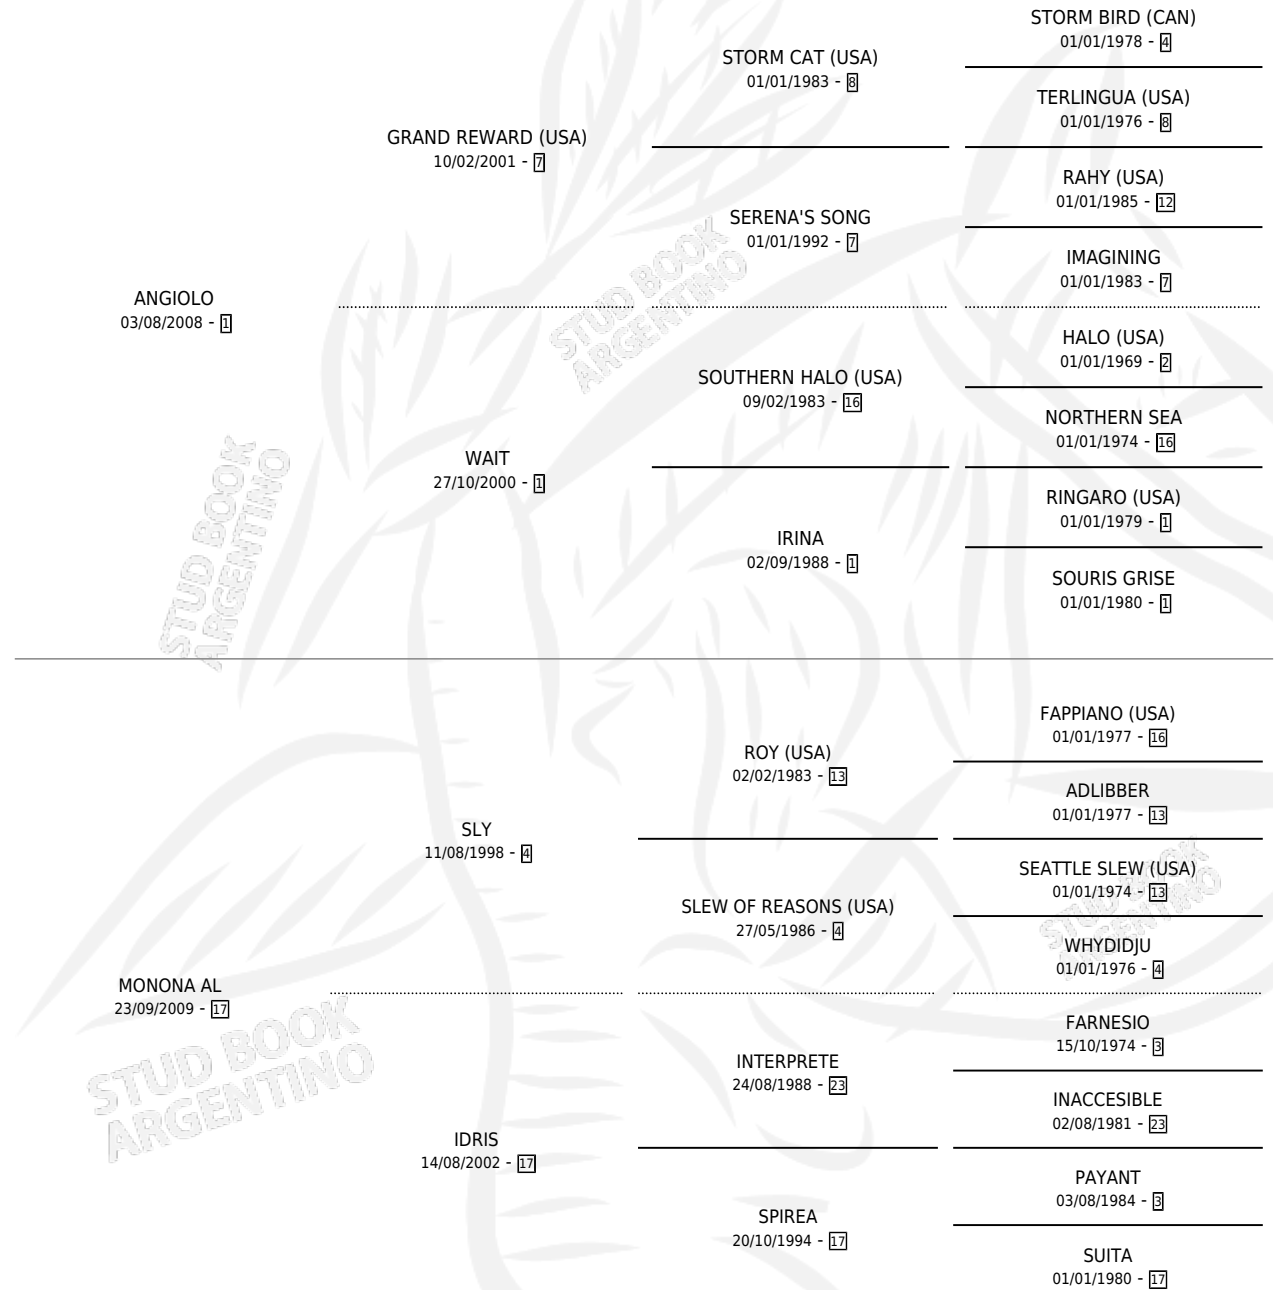 STORM BIRD (CAN)
01/01/1978 - 4
STORM CAT (USA)
01/01/1983 - 8
TERLINGUA (USA)
01/01/1976 - 8
GRAND REWARD (USA)
10/02/2001 - 7
RAHY (USA)
01/01/1985 - 12
SERENA'S SONG
01/01/1992 - 7
IMAGINING
01/01/1983 - 7
ANGIOLO
03/08/2008 - 1
HALO (USA)
01/01/1969 - 2
SOUTHERN HALO (USA)
09/02/1983 - 16
NORTHERN SEA
01/01/1974 - 16
WAIT
27/10/2000 - 1
RINGARO (USA)
01/01/1979 - 1
IRINA
02/09/1988 - 1
SOURIS GRISE
01/01/1980 - 1
STUD BOOK
ARGENTINO
STUD BOOK
ARGENTINO
FAPPIANO (USA)
01/01/1977 - 16
ROY (USA)
02/02/1983 - 13
ADLIBBER
01/01/1977 - 13
SLY
11/08/1998 - 4
SEATTLE SLEW (USA)
01/01/1974 - 13
SLEW OF REASONS (USA)
27/05/1986 - 4
WHYDIDJU
01/01/1976 - 4
STUD BOOK
ARGENTINO
MONONA AL
23/09/2009 - 17
FARNESIO
15/10/1974 - 3
INTERPRETE
24/08/1988 - 23
INACCESIBLE
02/08/1981 - 23
IDRIS
14/08/2002 - 17
PAYANT
03/08/1984 - 3
SPIREA
20/10/1994 - 17
SUITA
01/01/1980 - 17
STUD BOOK
ARGENTINO